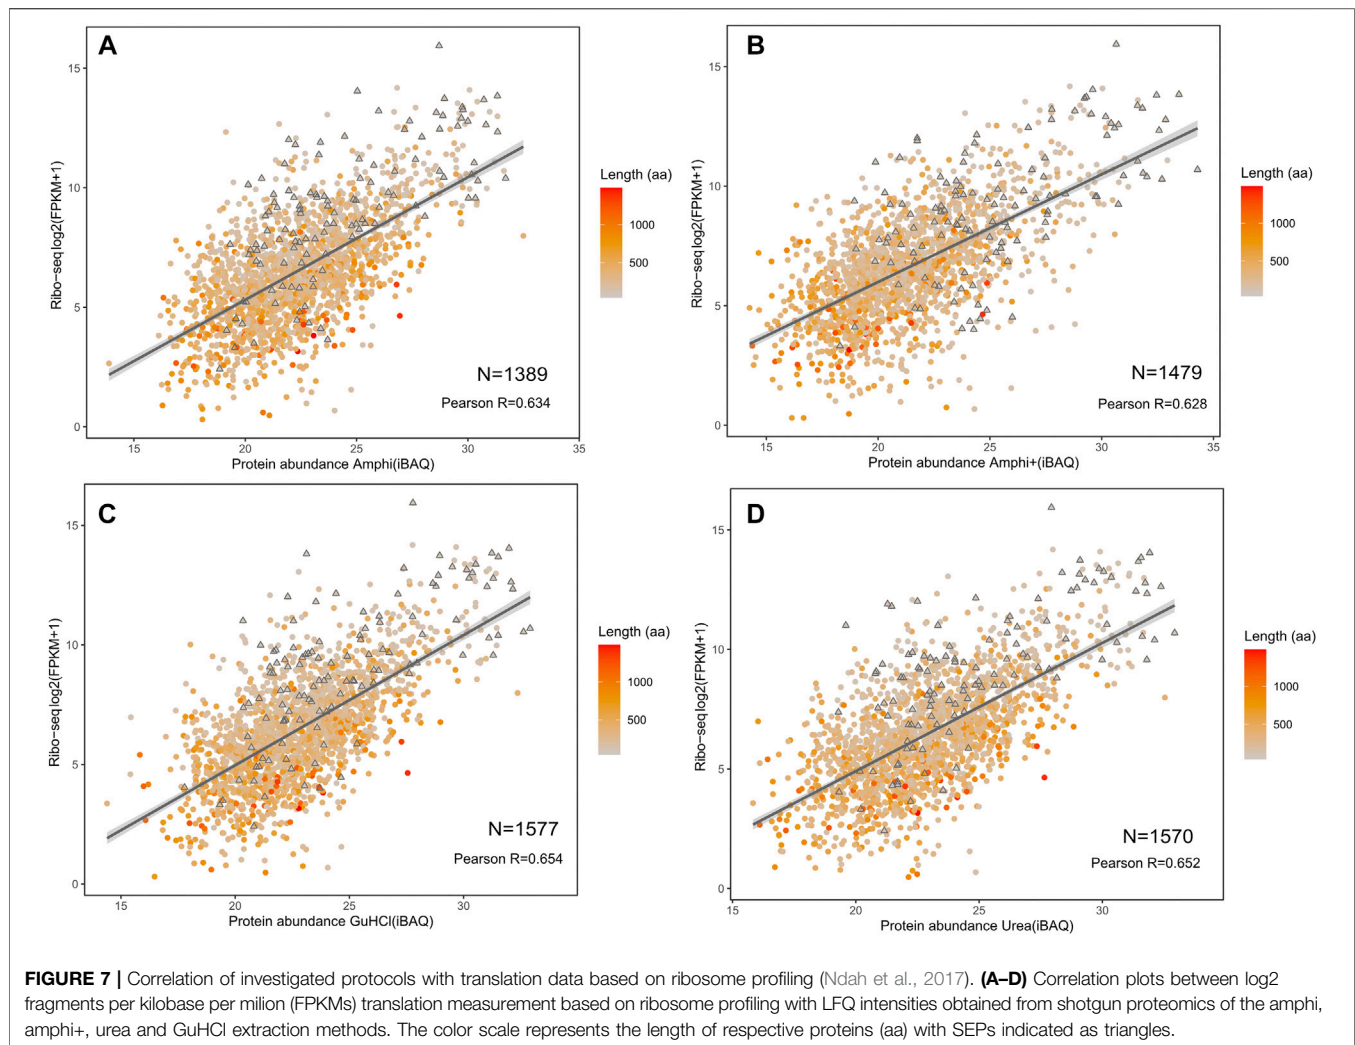 A
15
10
5
0
Ribo-seqlog2(FPKM+1)
15
20
25
30
35
Protein abundance Amphi(iBAQ)
N=1389
Pearson R=0.634
Length (aa)
1000
500
B
15
10
5
0
Ribo-seqlog2(FPKM+1)
15
20
25
30
35
Protein abundance Amphi+(iBAQ)
N=1479
Pearson R=0.628
Length (aa)
1000
500
C
15
10
5
0
Ribo-seqlog2(FPKM+1)
15
20
25
30
Protein abundance GuHCl(iBAQ)
N=1577
Pearson R=0.654
Length (aa)
1000
500
D
15
10
5
0
Ribo-seqlog2(FPKM+1)
15
20
25
30
Protein abundance Urea(iBAQ)
N=1570
Pearson R=0.652
Length (aa)
1000
500
FIGURE 7 | Correlation of investigated protocols with translation data based on ribosome profiling (Ndah et al., 2017). (A–D) Correlation plots between log2
fragments per kilobase per milion (FPKMs) translation measurement based on ribosome profiling with LFQ intensities obtained from shotgun proteomics of the amphi,
amphi+, urea and GuHCl extraction methods. The color scale represents the length of respective proteins (aa) with SEPs indicated as triangles.